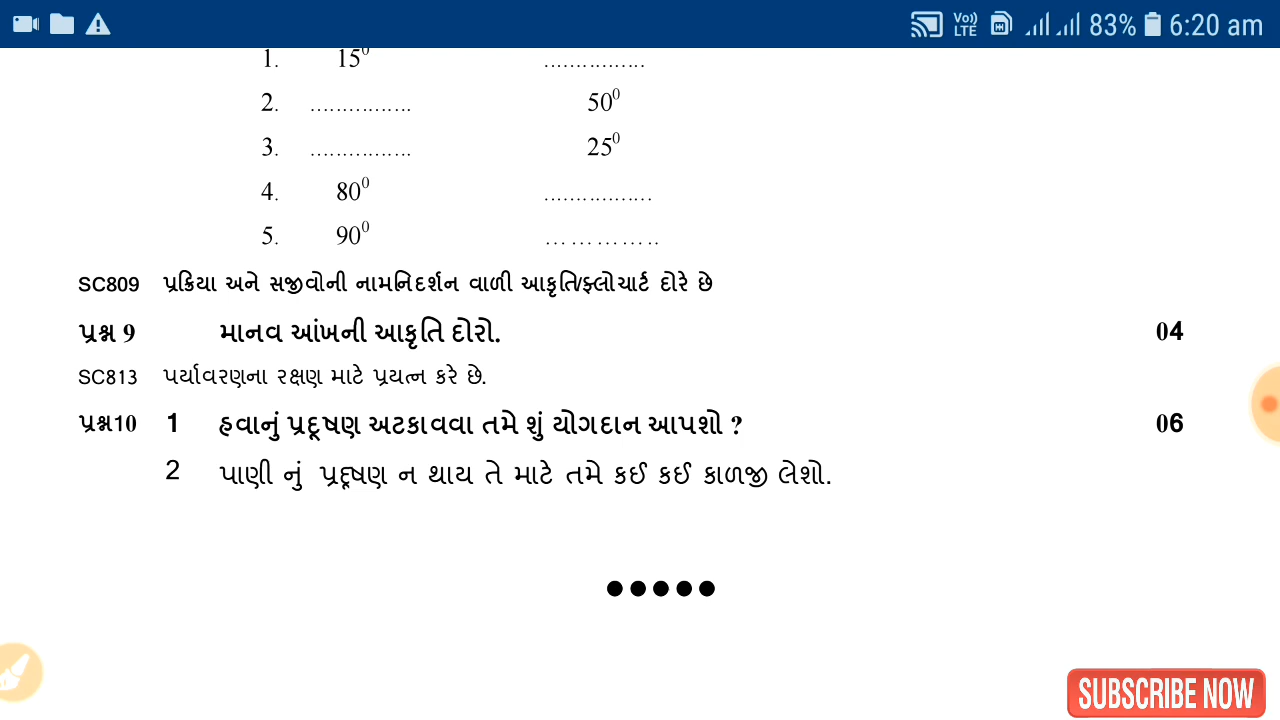 Vo)) LTE 83% 6:20 am
1. 15⁰ ................
2. ................ 50⁰
3. ................ 25⁰
4. 80⁰ .................
5. 90⁰ …………..
SC809 પ્રક્રિયા અને સજીવોની નામનિદર્શન વાળી આકૃતિ/ફ્લોચાર્ટ દોરે છે
પ્રશ્ન 9 માનવ આંખની આકૃતિ દોરો. 04
SC813 પર્યાવરણના રક્ષણ માટે પ્રયત્ન કરે છે.
પ્રશ્ન10 1 હવાનું પ્રદૂષણ અટકાવવા તમે શું યોગદાન આપશો ? 06
2 પાણી નું પ્રદૂષણ ન થાય તે માટે તમે કઈ કઈ કાળજી લેશો.
●●●●●
SUBSCRIBE NOW